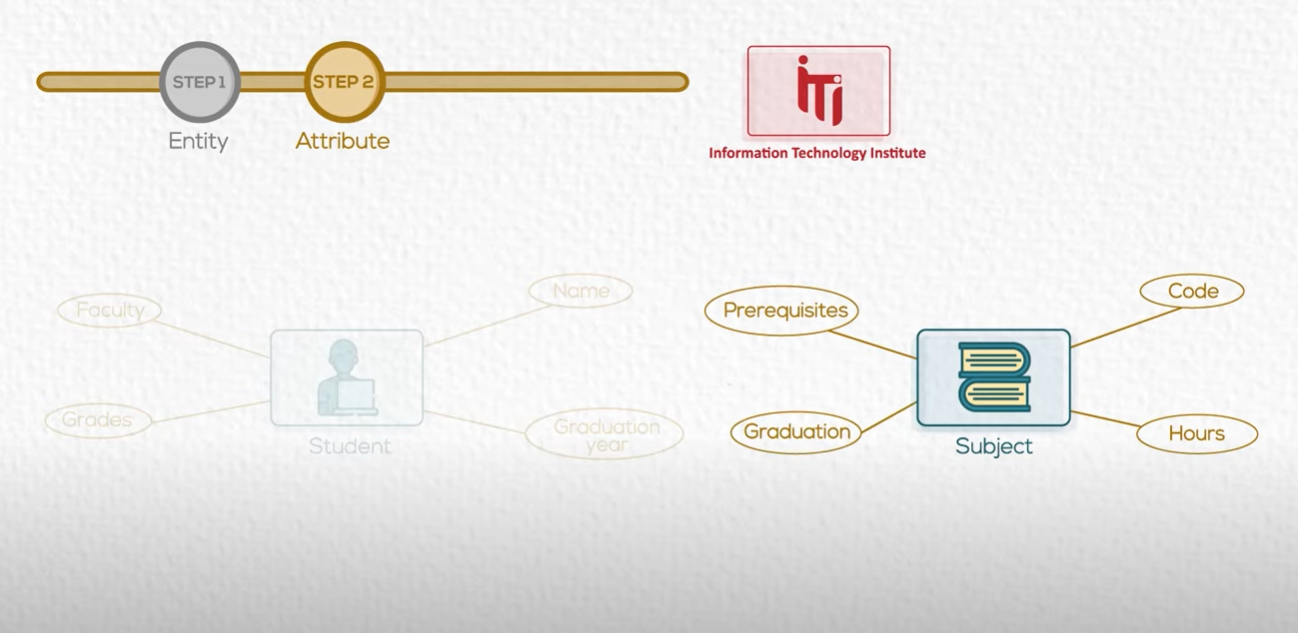 STEP 1
STEP 2
Entity
Attribute
iTi
Information Technology Institute
Faculty
Name
Grades
Graduation
year
Student
Prerequisites
Code
Graduation
Hours
Subject